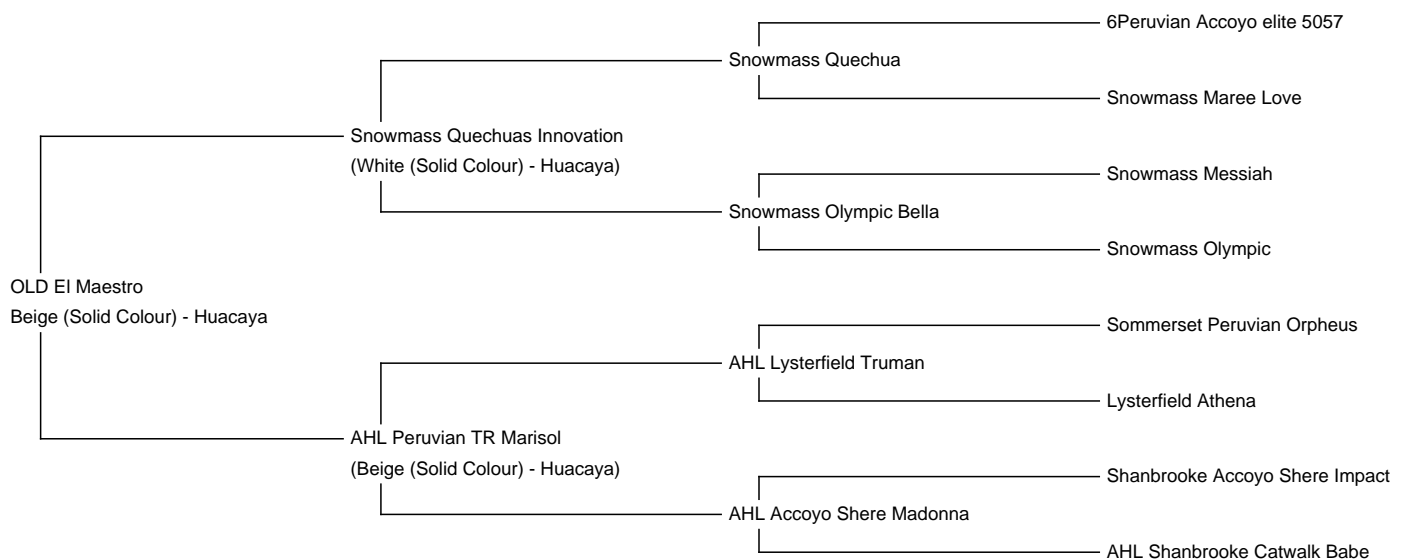 6Peruvian Accoyo elite 5057
Snowmass Quechua
Snowmass Maree Love
Snowmass Quechuas Innovation
(White (Solid Colour) - Huacaya)
Snowmass Messiah
Snowmass Olympic Bella
Snowmass Olympic
OLD El Maestro
Beige (Solid Colour) - Huacaya
Sommerset Peruvian Orpheus
AHL Lysterfield Truman
Lysterfield Athena
AHL Peruvian TR Marisol
(Beige (Solid Colour) - Huacaya)
Shanbrooke Accoyo Shere Impact
AHL Accoyo Shere Madonna
AHL Shanbrooke Catwalk Babe